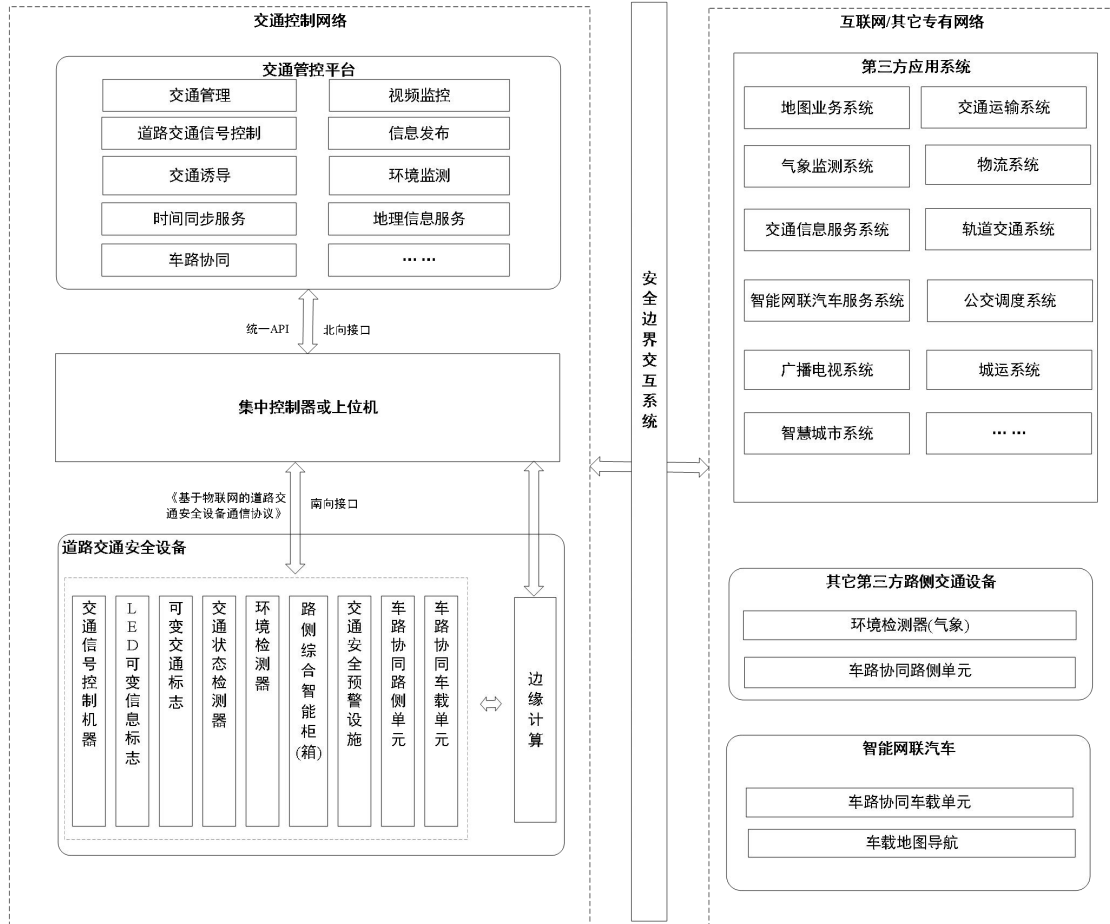 交通控制网络
交通管控平台
交通管理
视频监控
道路交通信号控制
信息发布
交通诱导
环境监测
时间同步服务
地理信息服务
车路协同
... ...
统一API
北向接口
集中控制器或上位机
《基于物联网的道路交
通安全设备通信协议》
南向接口
道路交通安全设备
交通信号控制机器
LED可变信息标志
可变交通标志
交通状态检测器
环境检测器
路侧综合智能柜(箱)
交通安全预警设施
车路协同路侧单元
车路协同车载单元
边缘计算
安全边界交互系统
互联网/其它专有网络
第三方应用系统
地图业务系统
交通运输系统
气象监测系统
物流系统
交通信息服务系统
轨道交通系统
智能网联汽车服务系统
公交调度系统
广播电视系统
城运系统
智慧城市系统
... ...
其它第三方路侧交通设备
环境检测器(气象)
车路协同路侧单元
智能网联汽车
车路协同车载单元
车载地图导航